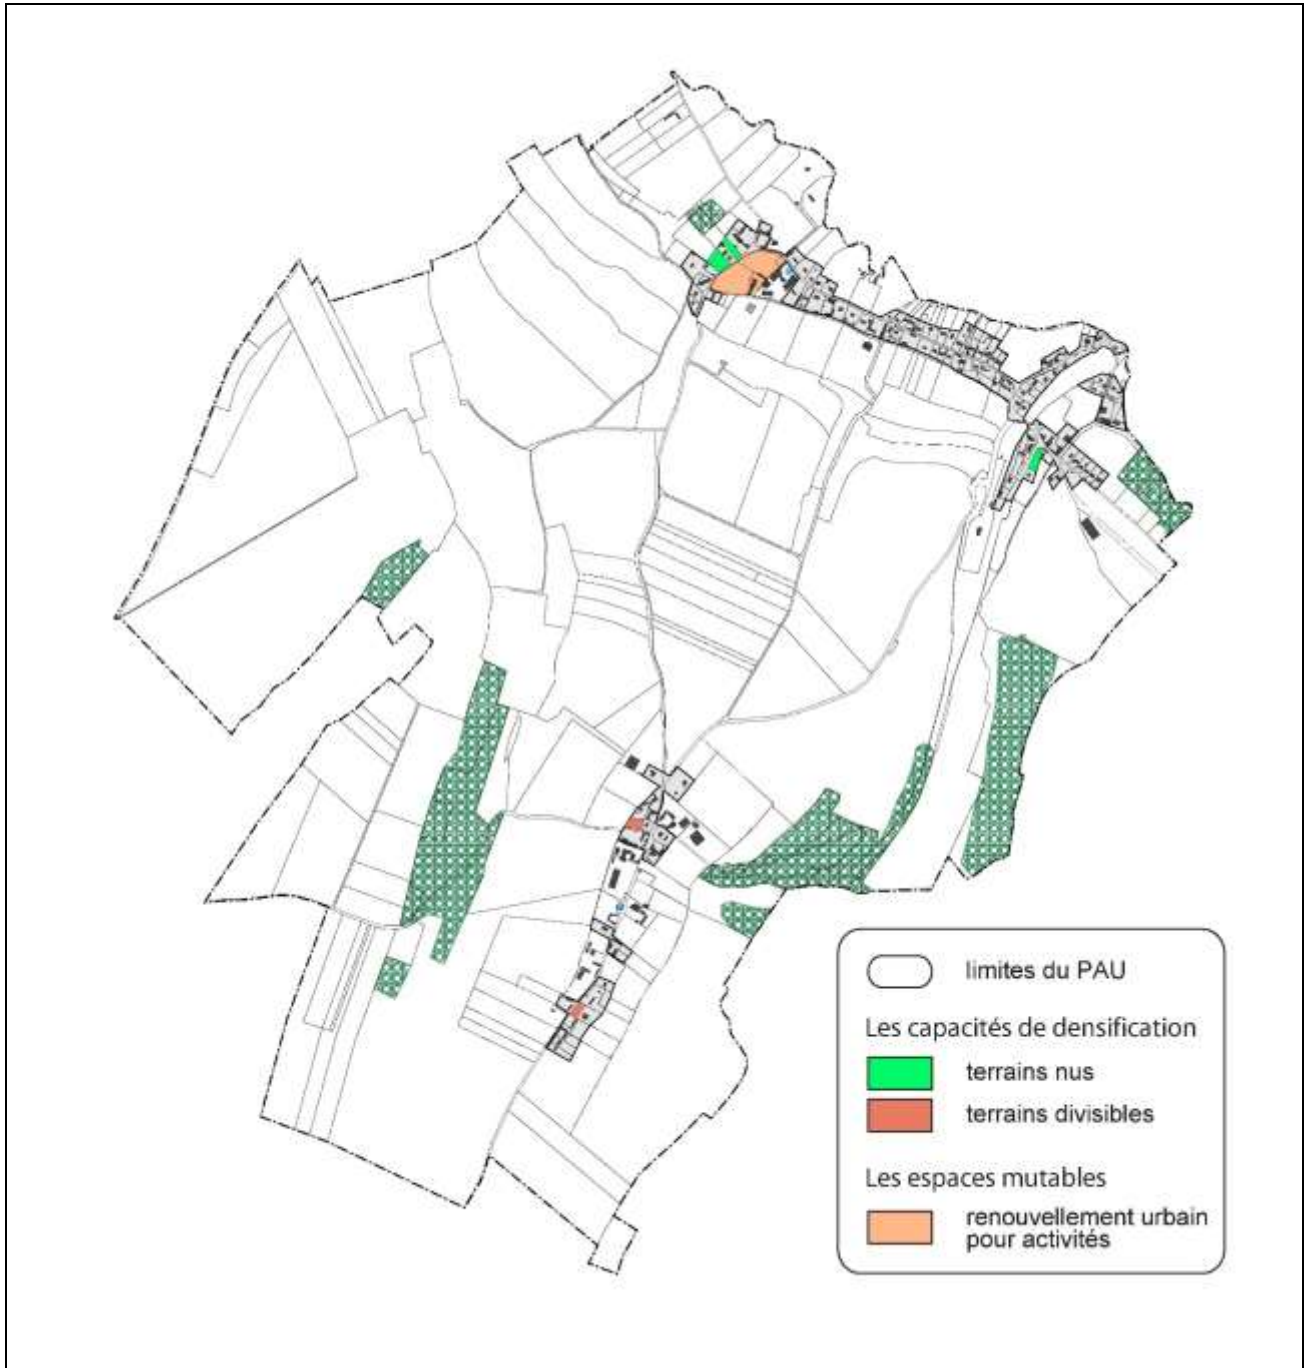 limites du PAU
Les capacités de densification
terrains nus
terrains divisibles
Les espaces mutables
renouvellement urbain
pour activités